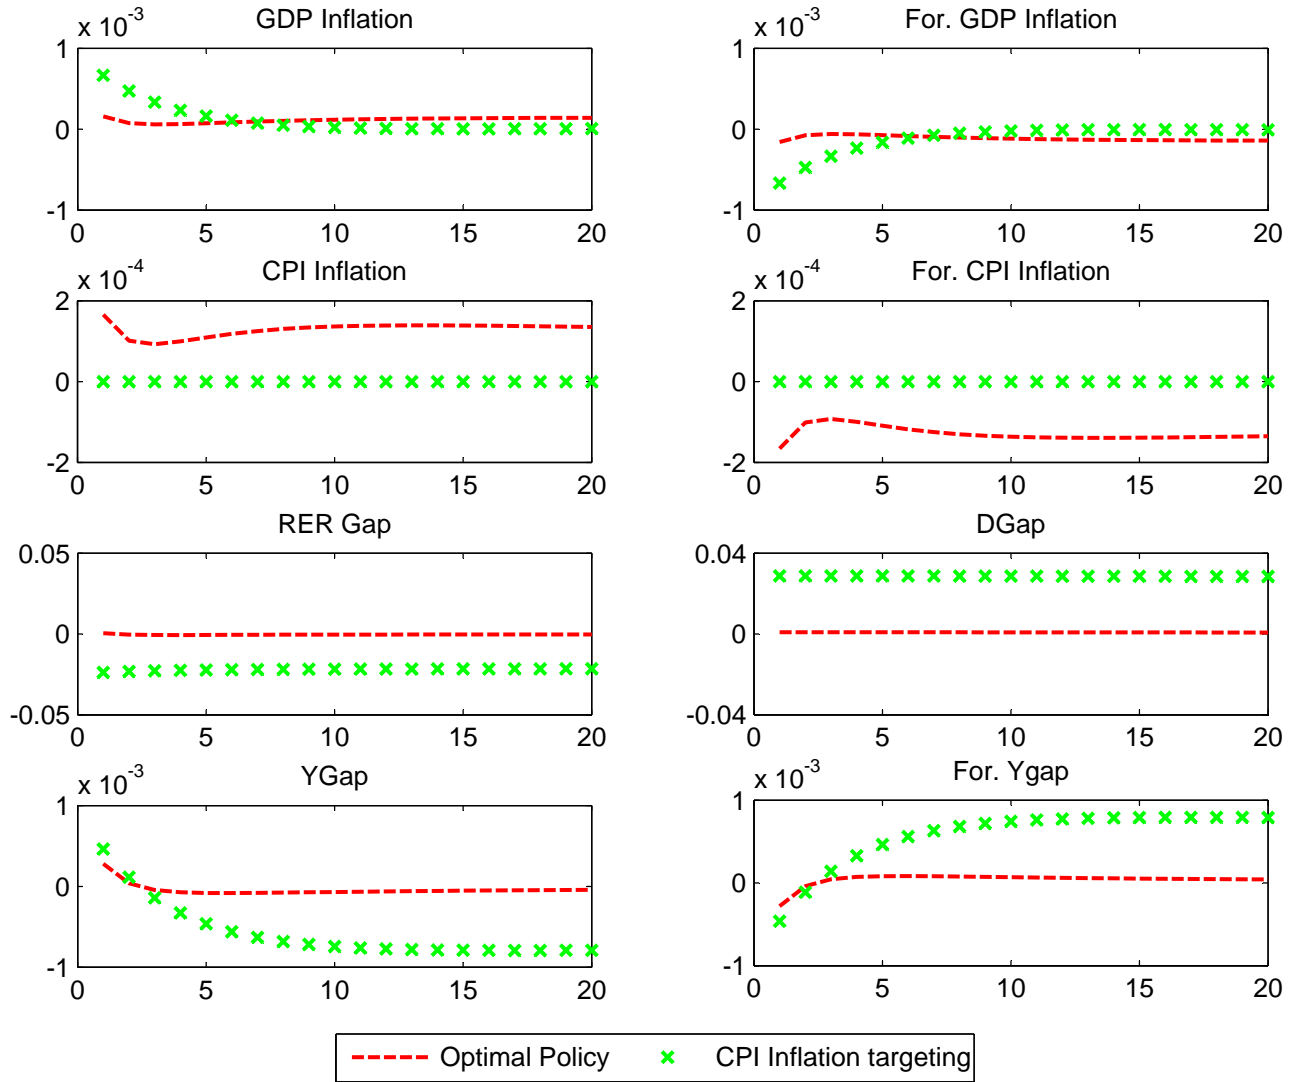 x 10-3 GDP Inflation
1
0
-1
0 5 10 15 20
x 10-3 For. GDP Inflation
1
0
-1
0 5 10 15 20
x 10-4 CPI Inflation
2
0
-2
0 5 10 15 20
x 10-4 For. CPI Inflation
2
0
-2
0 5 10 15 20
RER Gap
0.05
0
-0.05
0 5 10 15 20
DGap
0.04
0
-0.04
0 5 10 15 20
x 10-3 YGap
1
0
-1
0 5 10 15 20
x 10-3 For. Ygap
1
0
-1
0 5 10 15 20
Optimal Policy CPI Inflation targeting